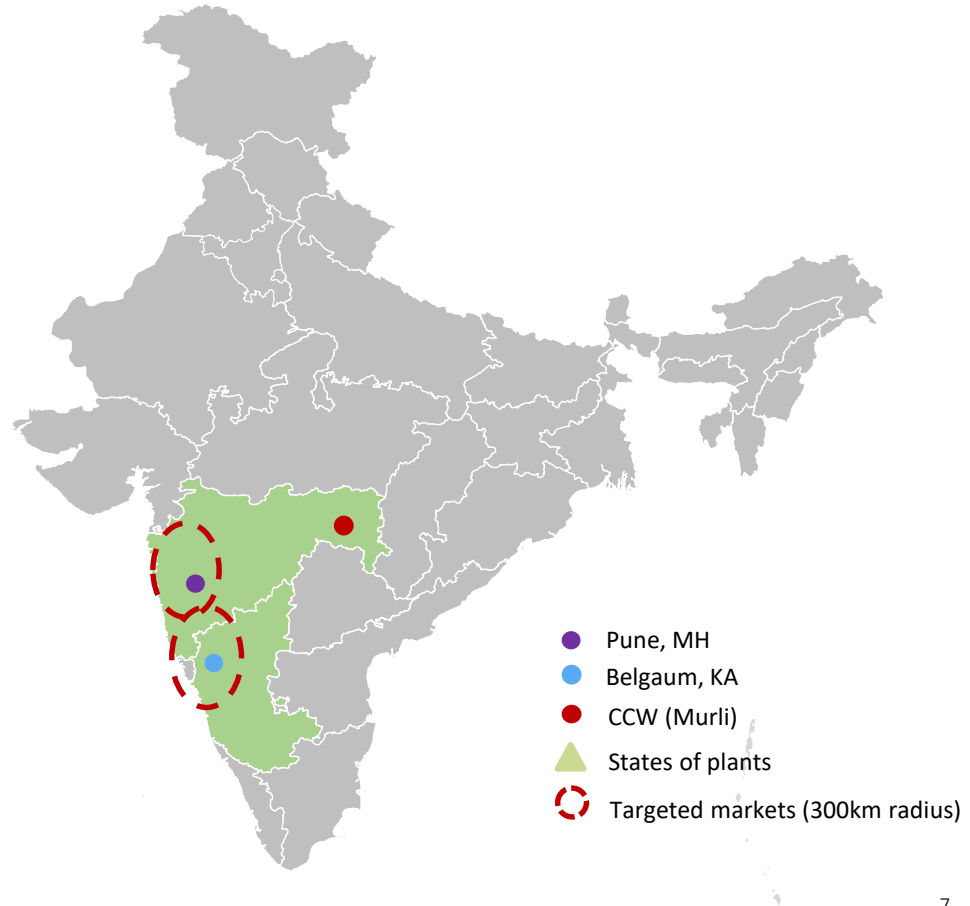 Pune, MH
Belgaum, KA
CCW (Murli)
States of plants
Targeted markets (300km radius)
7